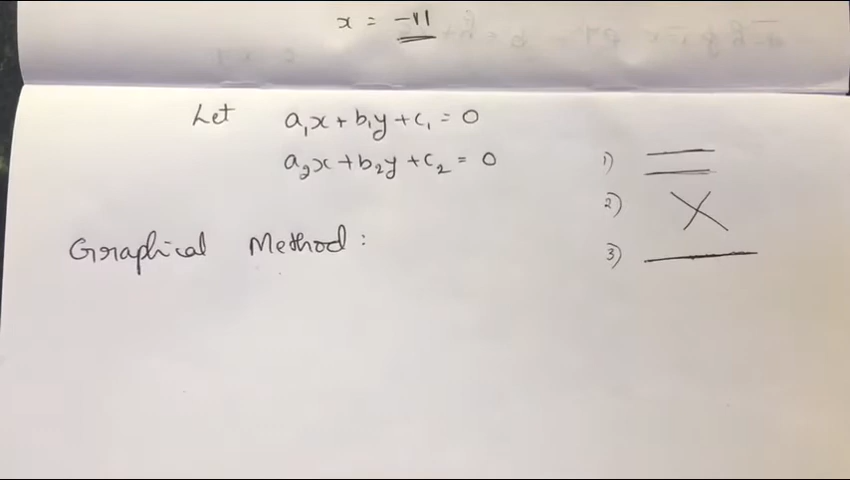 x = -11
Let a₁x + b₁y + c₁ = 0
a₂x + b₂y + c₂ = 0
1)
2)
3)
Graphical Method :